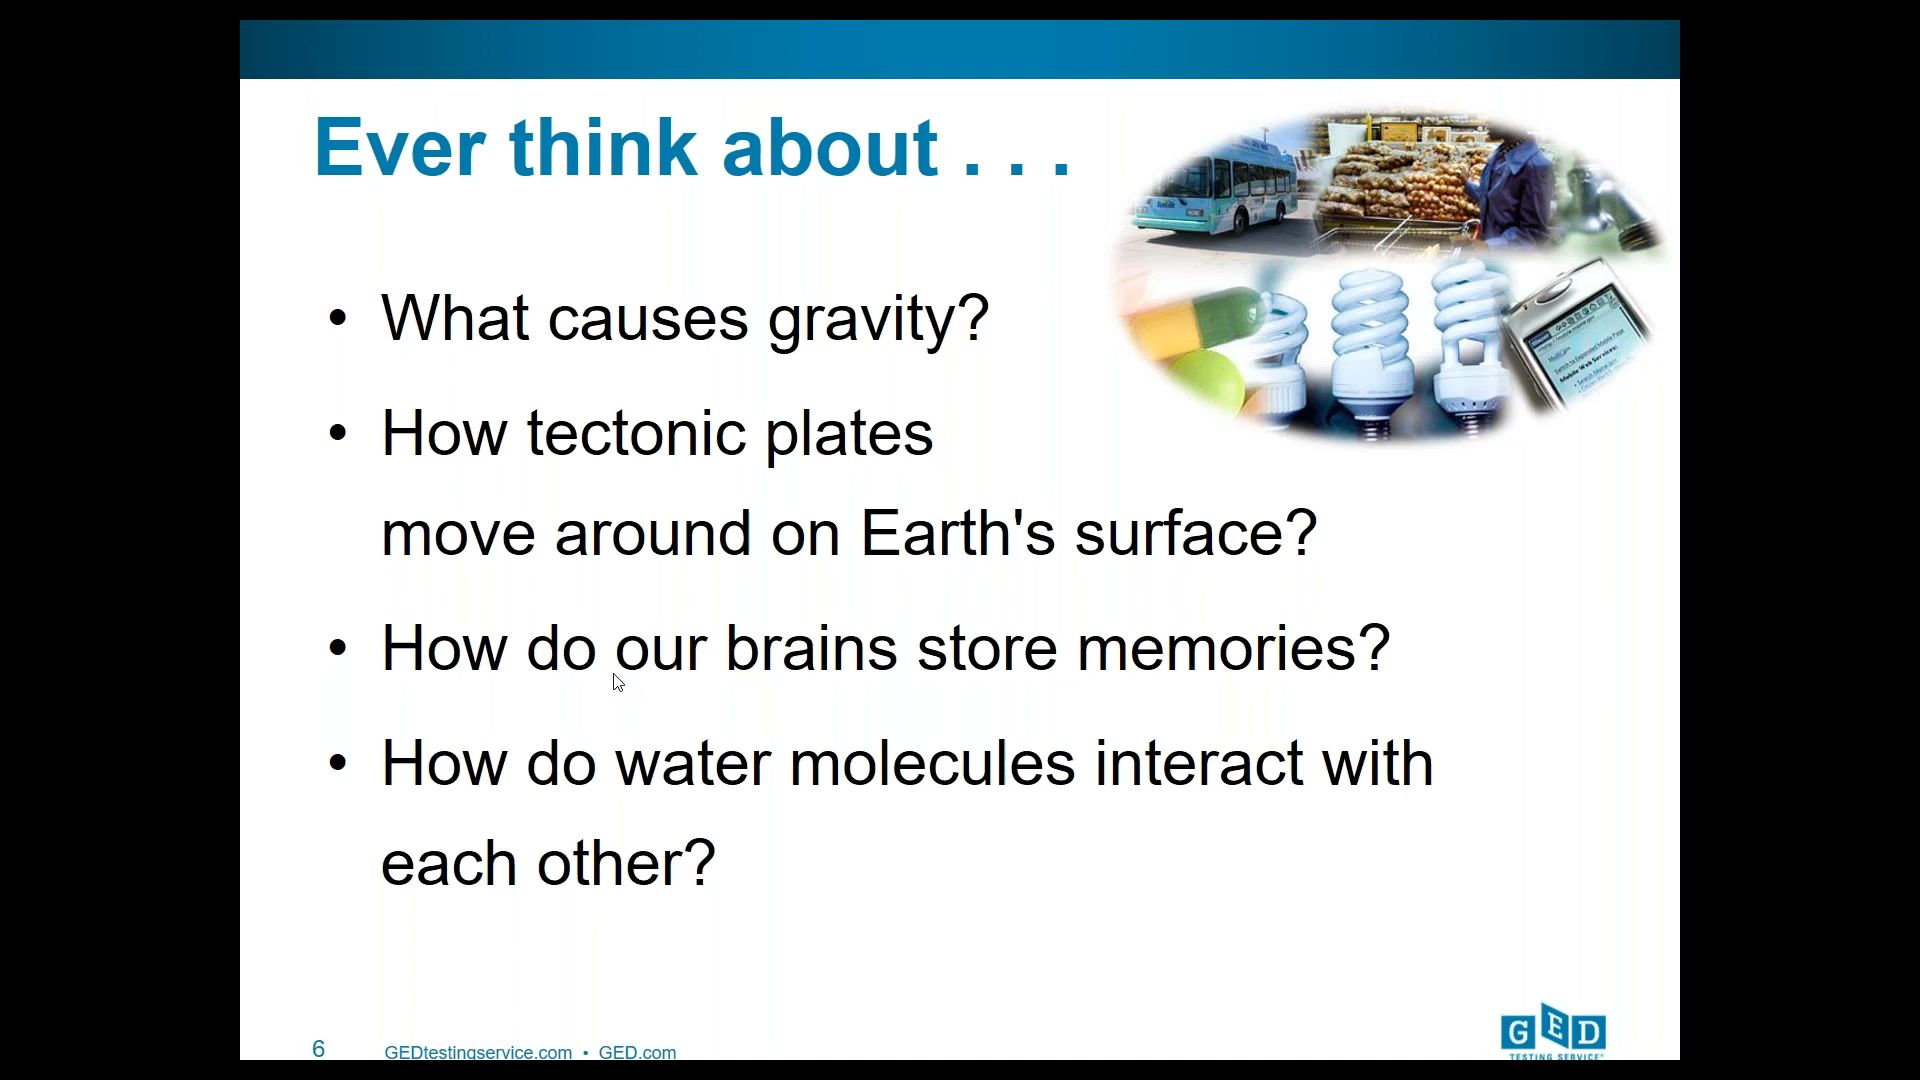 Ever think about . . .
• What causes gravity?
• How tectonic plates
move around on Earth's surface?
• How do our brains store memories?
• How do water molecules interact with
each other?
6
GEDtestingservice.com • GED.com
GED
TESTING SERVICE